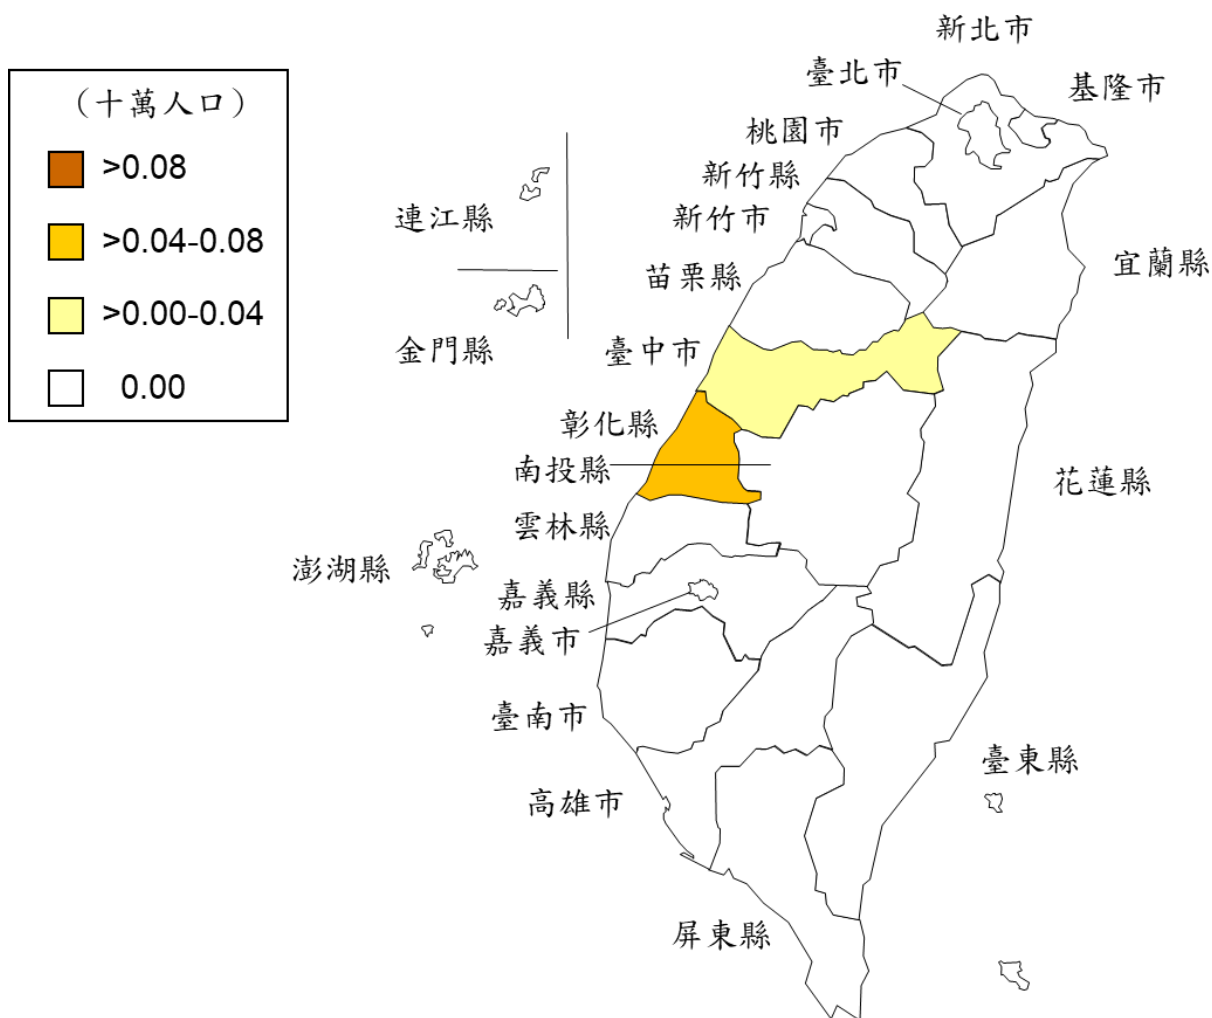 （十萬人口）
>0.08
>0.04-0.08
>0.00-0.04
0.00
新北市
臺北市
基隆市
桃園市
新竹縣
連江縣
新竹市
宜蘭縣
苗栗縣
金門縣
臺中市
彰化縣
南投縣
花蓮縣
雲林縣
澎湖縣
嘉義縣
嘉義市
臺南市
臺東縣
高雄市
屏東縣